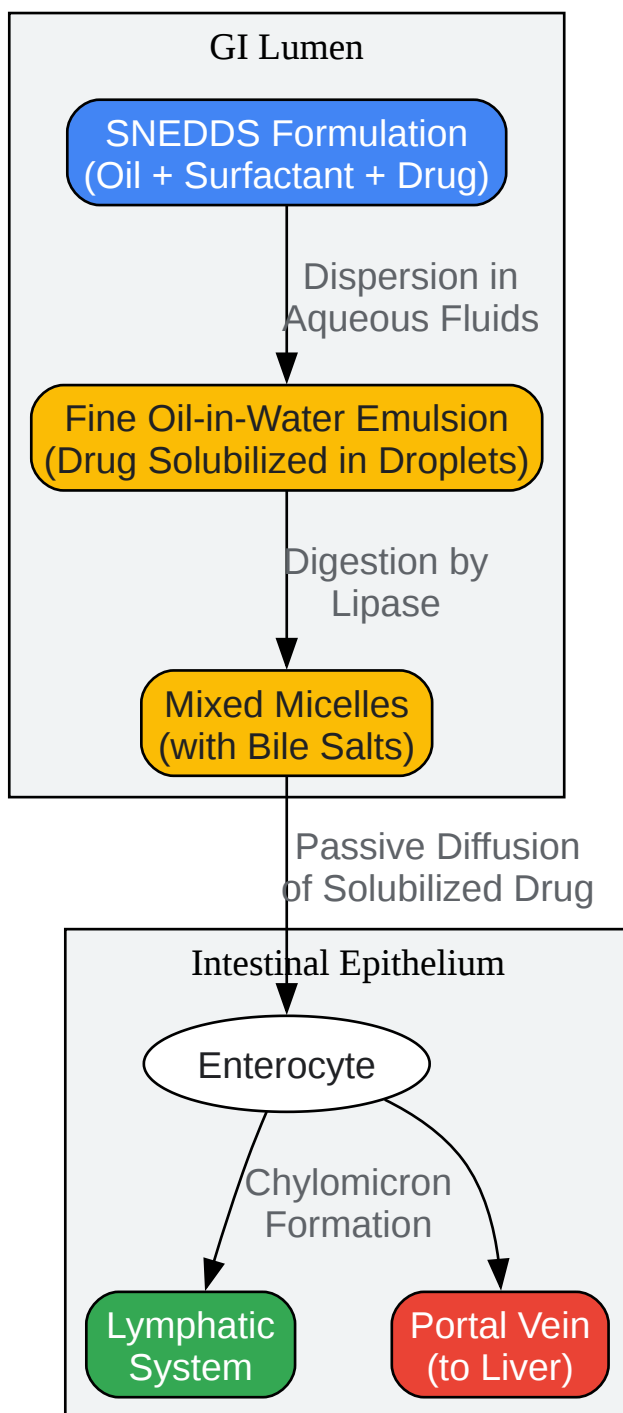 GI Lumen
SNEDDS Formulation
(Oil + Surfactant + Drug)
Dispersion in
Aqueous Fluids
Fine Oil-in-Water Emulsion
(Drug Solubilized in Droplets)
Digestion by
Lipase
Mixed Micelles
(with Bile Salts)
Passive Diffusion
of Solubilized Drug
Intestinal Epithelium
Enterocyte
Chylomicron
Formation
Lymphatic
System
Portal Vein
(to Liver)